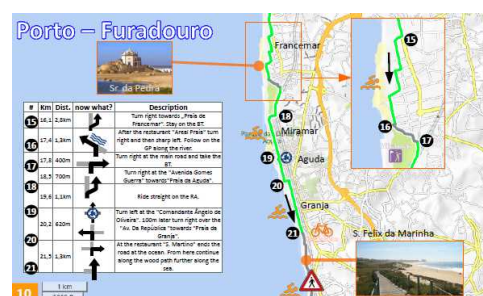 Porto – Furadouro
Sr. da Pedra
# Km Dist. now what? Description
15 16,1 2,8km Turn right towards „Praia de
Francemar". Stay on the BT.
16 17,4 1,3km After the restaurant "Areal Praia" turn
right and then sharp left. Follow on the
GP along the river.
17 17,8 400m Turn right at the main road and take the
BT.
18 18,5 700m Turn right at the "Avenida Gomes
Guerra" towards"Praia da Aguda".
19 19,6 1,1km Ride straight on the RA.
20 20,2 620m Turn left at the "Comandante Ângelo de
Oliveira". 100m later turn right over the
"Av. Da República "towards "Praia da
Granja".
21 21,5 1,3km At the restaurant "S. Martino" ends the
road at the ocean. From here continue
along the wood path further along the
sea.
10
1 km
Francemar
18
Miramar
19
Aguda
20
Granja
21
S. Felix da Marinha
15
16
17